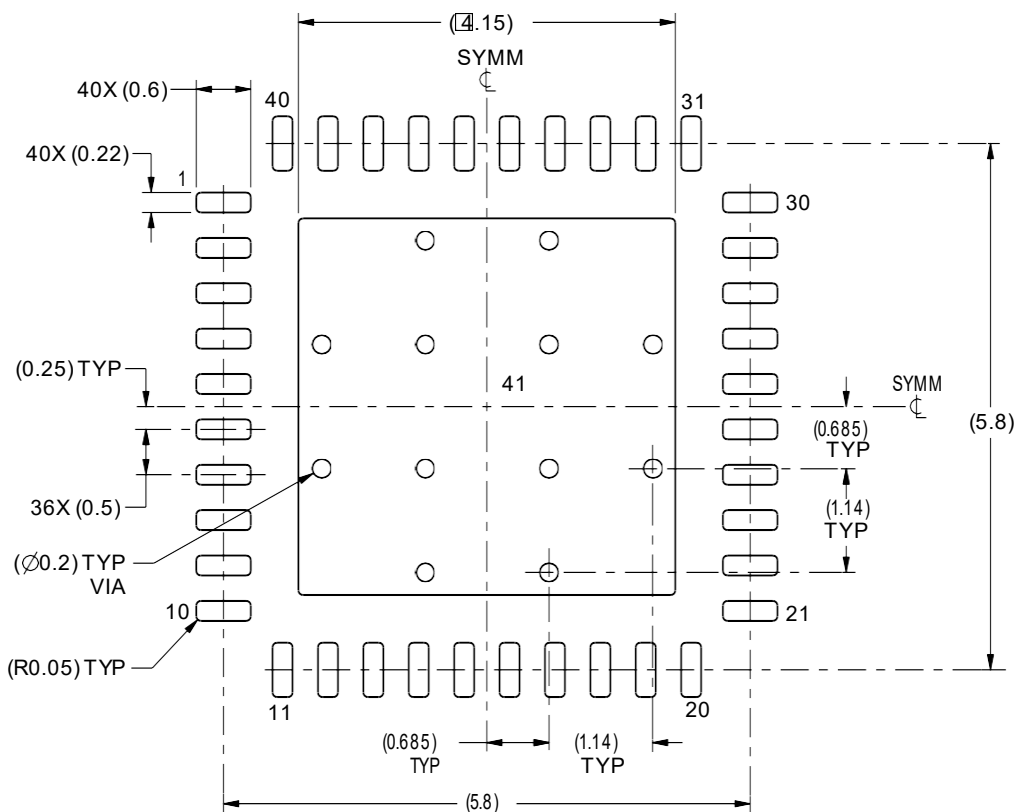 (□4.15)
SYMM
℄
40X (0.6)
40
31
40X (0.22)
1
30
(0.25) TYP
41
SYMM
℄
(0.685)
TYP
(5.8)
36X (0.5)
(1.14)
TYP
(∅0.2) TYP
VIA
10
21
(R0.05) TYP
11
20
(0.685)
TYP
(1.14)
TYP
(5.8)